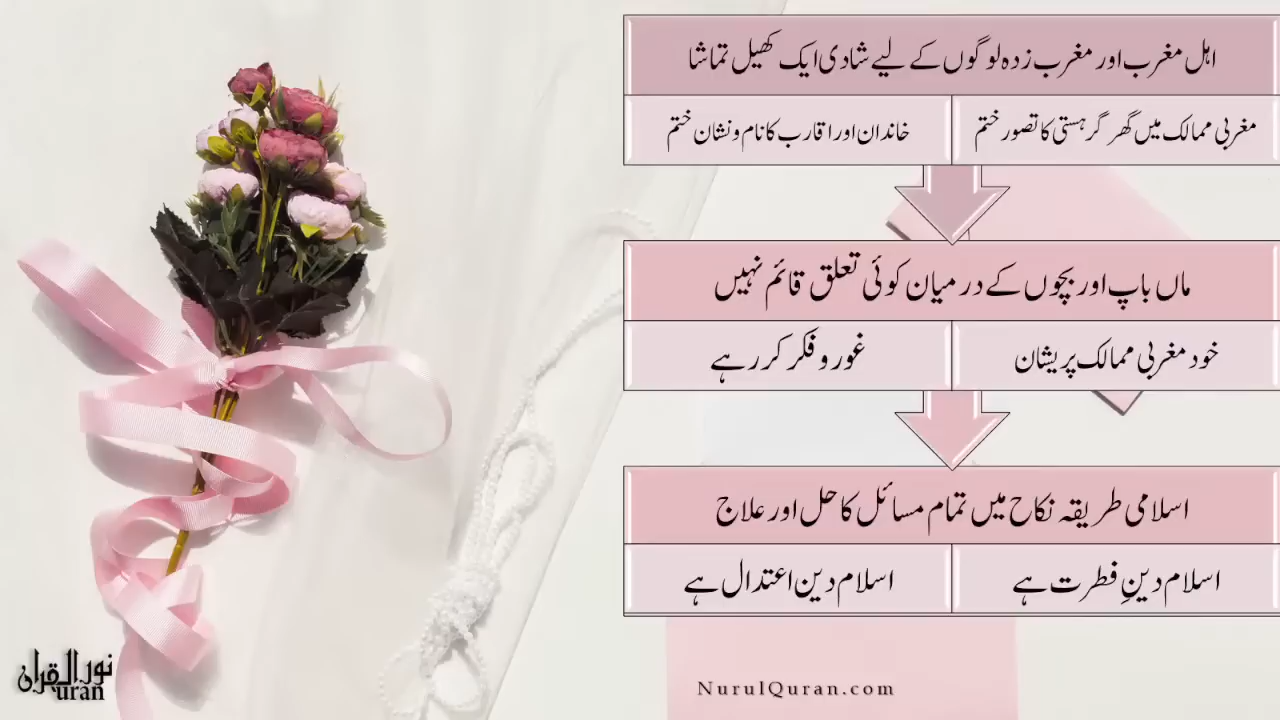 اہل مغرب اور مغرب زدہ لوگوں کے لیے شادی ایک کھیل تماشا
مغربی ممالک میں گھر گرہستی کا تصور ختم
خاندان اور اقارب کا نام و نشان ختم
ماں باپ اور بچوں کے درمیان کوئی تعلق قائم نہیں
خود مغربی ممالک پریشان
غور و فکر کر رہے
اسلامی طریقہ نکاح میں تمام مسائل کا حل اور علاج
اسلام دینِ فطرت ہے
اسلام دین اعتدال ہے
نور القرآن
uran
NurulQuran.com